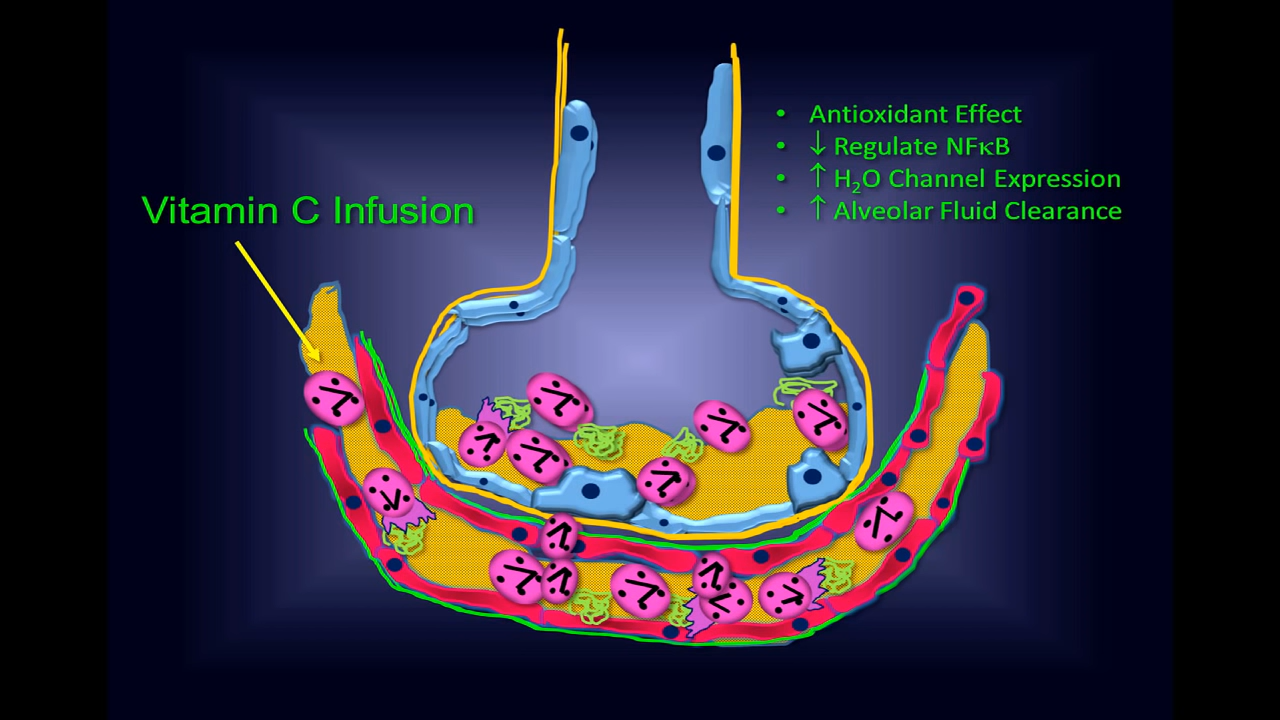 • Antioxidant Effect
• ↓ Regulate NFκB
• ↑ H₂O Channel Expression
• ↑ Alveolar Fluid Clearance
Vitamin C Infusion